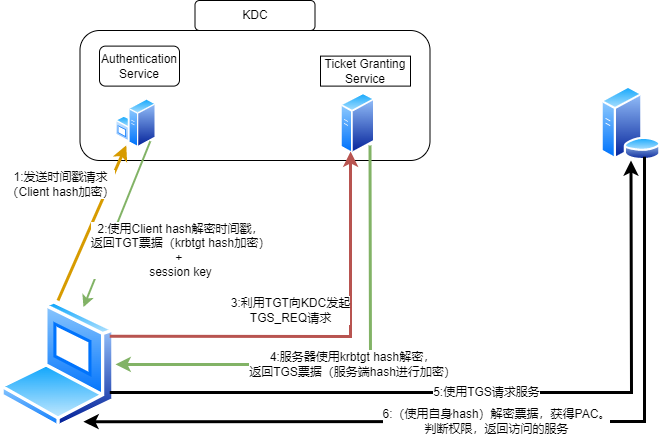 KDC
Authentication
Service
Ticket Granting
Service
1:发送时间戳请求
（Client hash加密）
2:使用Client hash解密时间戳，
返回TGT票据（krbtgt hash加密）
+
session key
3:利用TGT向KDC发起
TGS_REQ请求
4:服务器使用krbtgt hash解密，
返回TGS票据（服务端hash进行加密）
5:使用TGS请求服务
6:（使用自身hash）解密票据，获得PAC。
判断权限，返回访问的服务